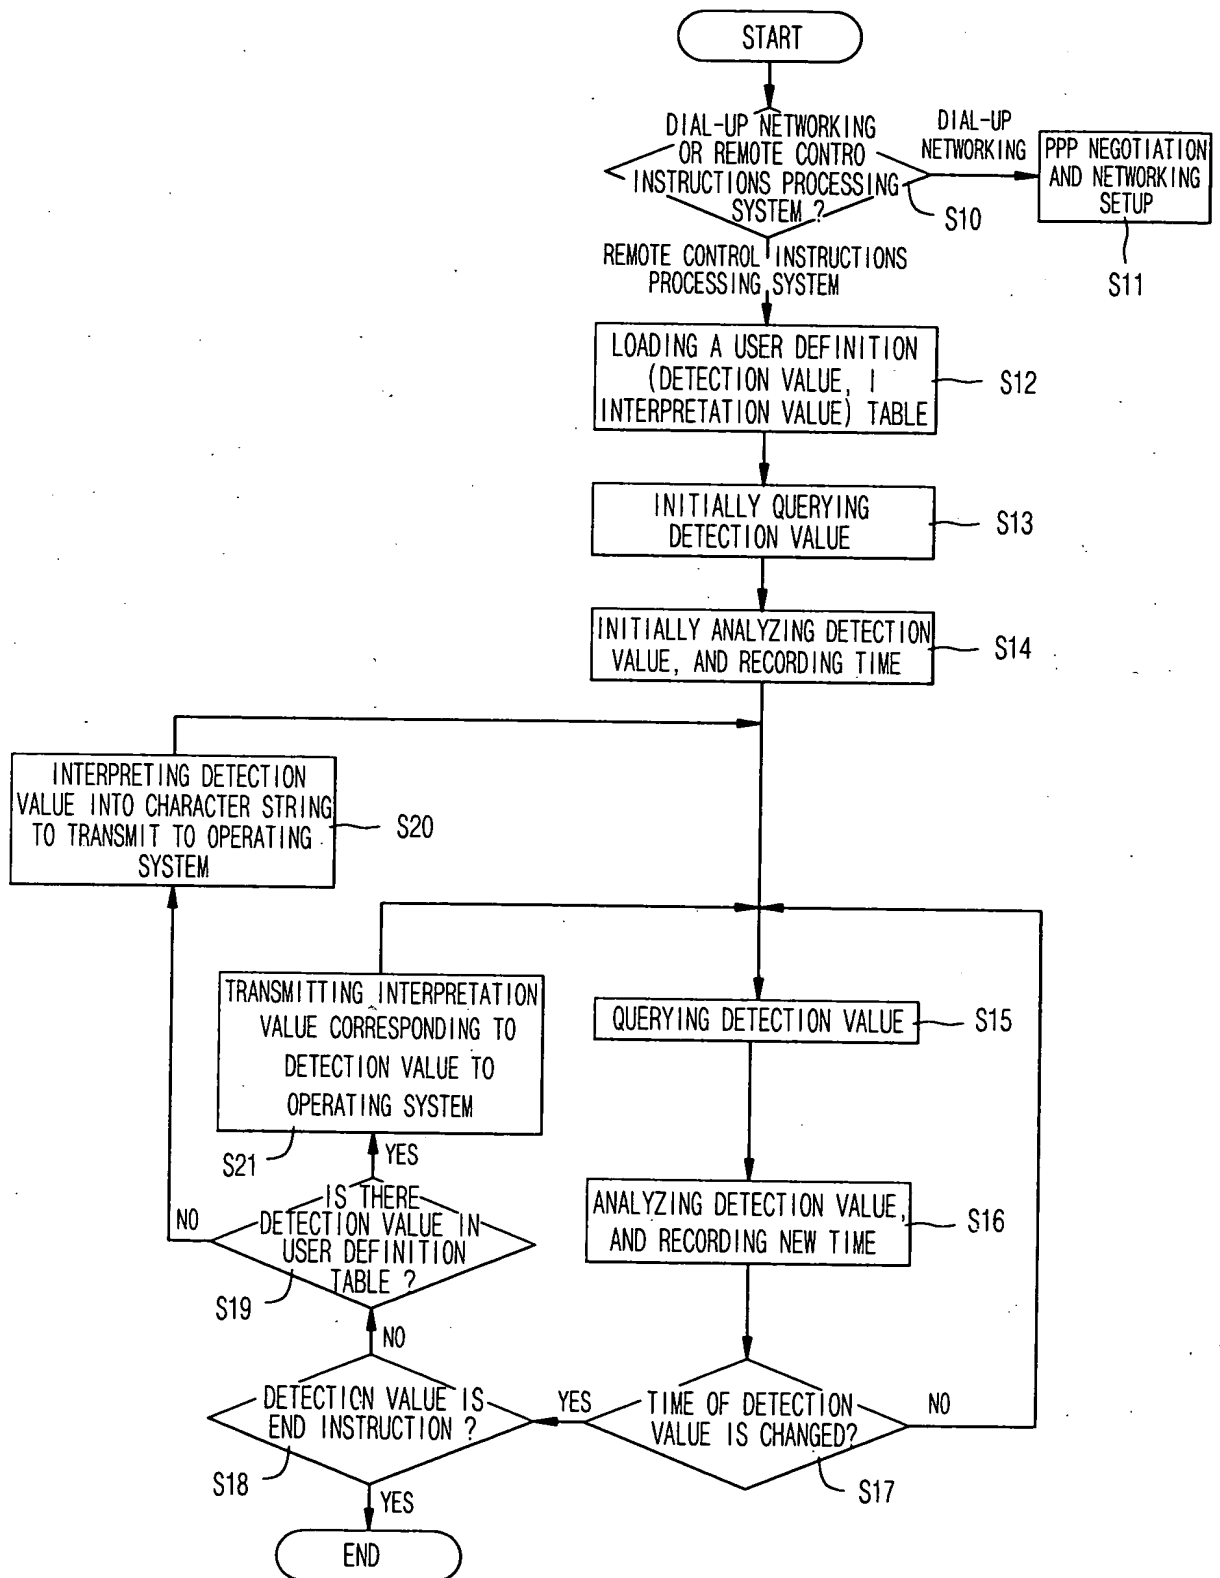 START
DIAL-UP NETWORKING
OR REMOTE CONTRO
INSTRUCTIONS PROCESSING
SYSTEM ?
S10
DIAL-UP
NETWORKING
PPP NEGOTIATION
AND NETWORKING
SETUP
S11
REMOTE CONTROL INSTRUCTIONS
PROCESSING SYSTEM
LOADING A USER DEFINITION
(DETECTION VALUE, I
INTERPRETATION VALUE) TABLE
S12
INITIALLY QUERYING
DETECTION VALUE
S13
INITIALLY ANALYZING DETECTION
VALUE, AND RECORDING TIME
S14
INTERPRETING DETECTION
VALUE INTO CHARACTER STRING
TO TRANSMIT TO OPERATING
SYSTEM
S20
TRANSMITTING INTERPRETATION
VALUE CORRESPONDING TO
DETECTION VALUE TO
OPERATING SYSTEM
S21
YES
QUERYING DETECTION VALUE
S15
ANALYZING DETECTION VALUE,
AND RECORDING NEW TIME
S16
NO
IS THERE
DETECTION VALUE IN
USER DEFINITION
TABLE ?
S19
NO
DETECTION VALUE IS
END INSTRUCTION ?
S18
YES
YES
TIME OF DETECTION
VALUE IS CHANGED?
S17
NO
END